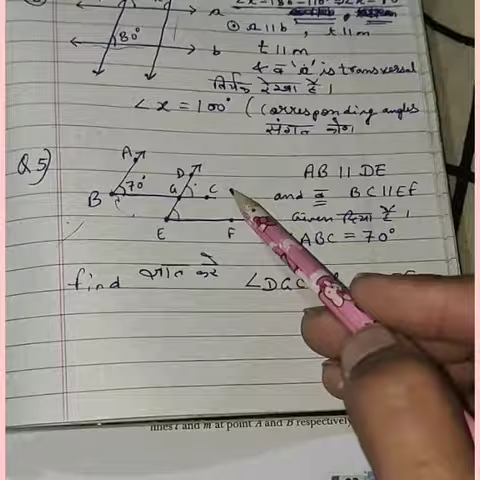 a
∥ b, t ∥ m
80°
b
t ∥ m
is transversal
दिया है ।
∠x = 100° (Corresponding angles
संगत कोण
Q5)
A
D
70°
G
C
B
E
F
AB ∥ DE
and व BC ∥ EF
Given दिया है ।
ABC = 70°
find ज्ञात करे ∠DGC
lines l and m at point A and B respectively